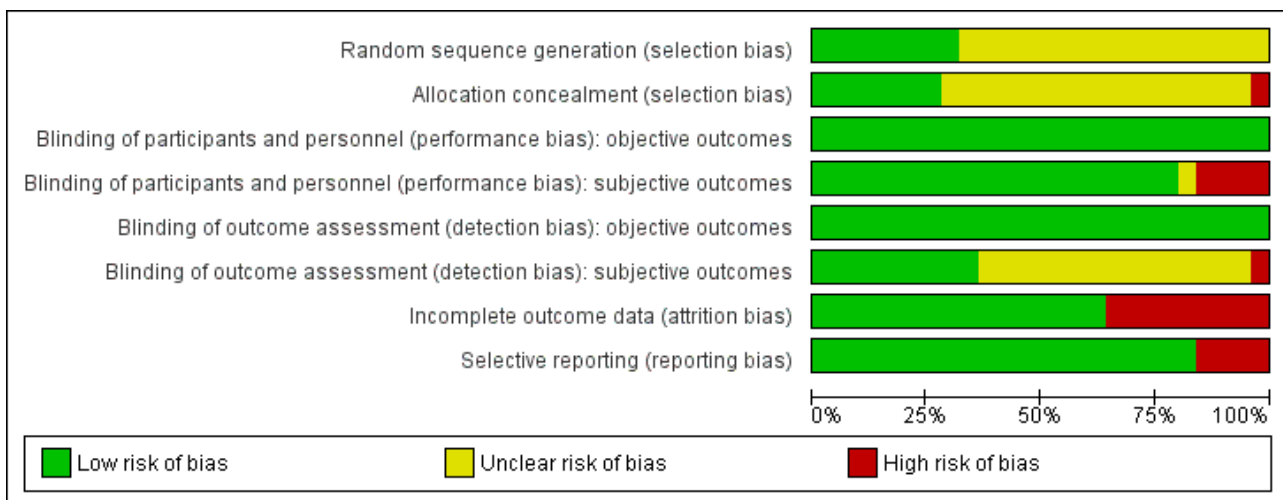 Random sequence generation (selection bias)
Allocation concealment (selection bias)
Blinding of participants and personnel (performance bias): objective outcomes
Blinding of participants and personnel (performance bias): subjective outcomes
Blinding of outcome assessment (detection bias): objective outcomes
Blinding of outcome assessment (detection bias): subjective outcomes
Incomplete outcome data (attrition bias)
Selective reporting (reporting bias)
0% 25% 50% 75% 100%
Low risk of bias Unclear risk of bias High risk of bias